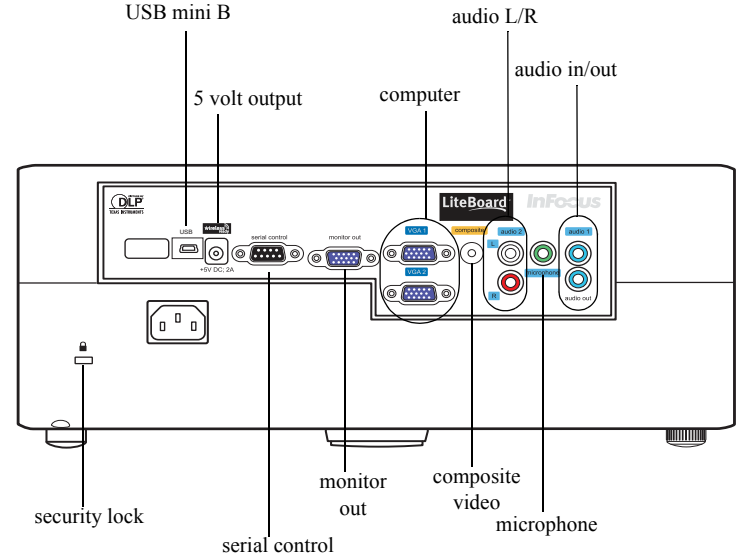 USB mini B
audio L/R
audio in/out
5 volt output
computer
LiteBoard
InFocus
DLP
TEXAS INSTRUMENTS
USB
wireless
serial control
monitor out
VGA 1
composite
audio 2
audio 1
L
+5V DC; 2A
VGA 2
microphone
R
audio out
monitor
out
composite
video
security lock
microphone
serial control